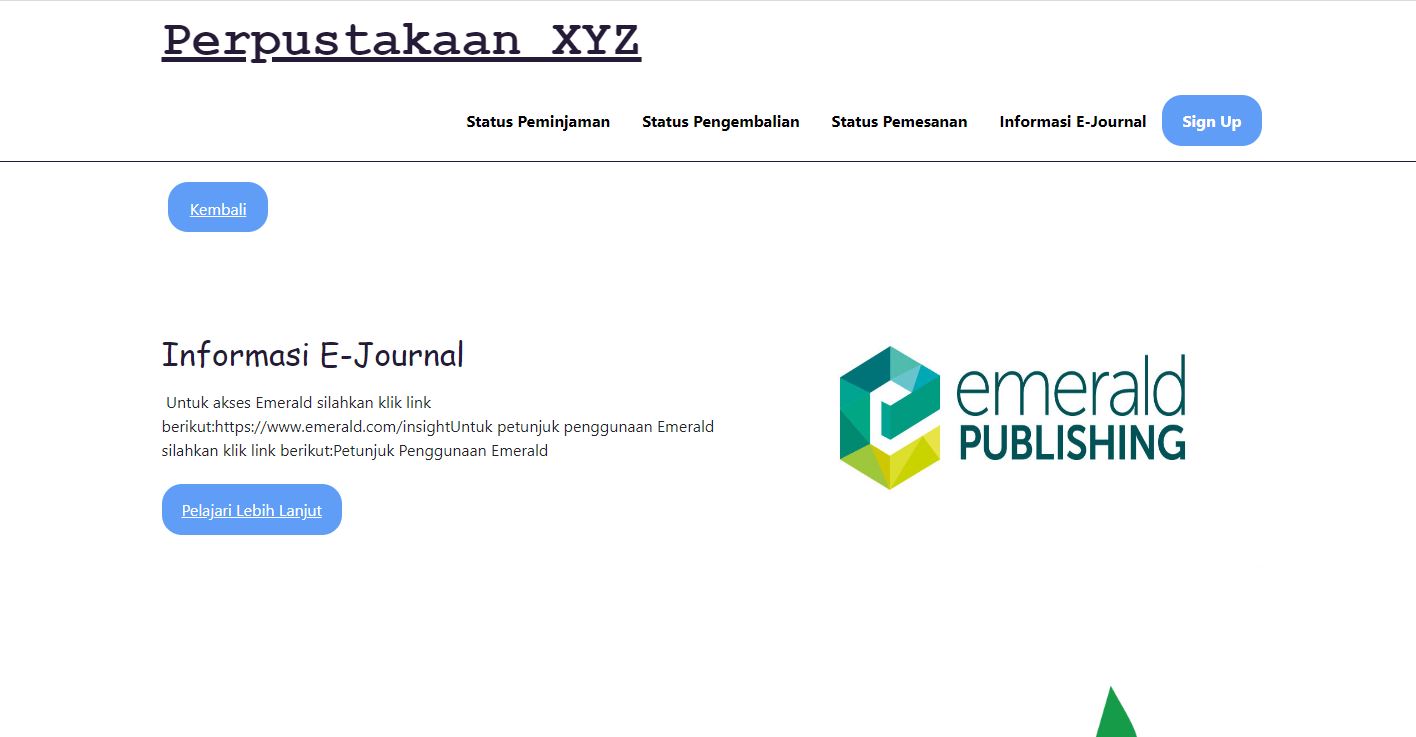 Perpustakaan XYZ
Status Peminjaman Status Pengembalian Status Pemesanan Informasi E-Journal Sign Up
Kembali
Informasi E-Journal
Untuk akses Emerald silahkan klik link
berikut:https://www.emerald.com/insightUntuk petunjuk penggunaan Emerald
silahkan klik link berikut:Petunjuk Penggunaan Emerald
Pelajari Lebih Lanjut
emerald
PUBLISHING